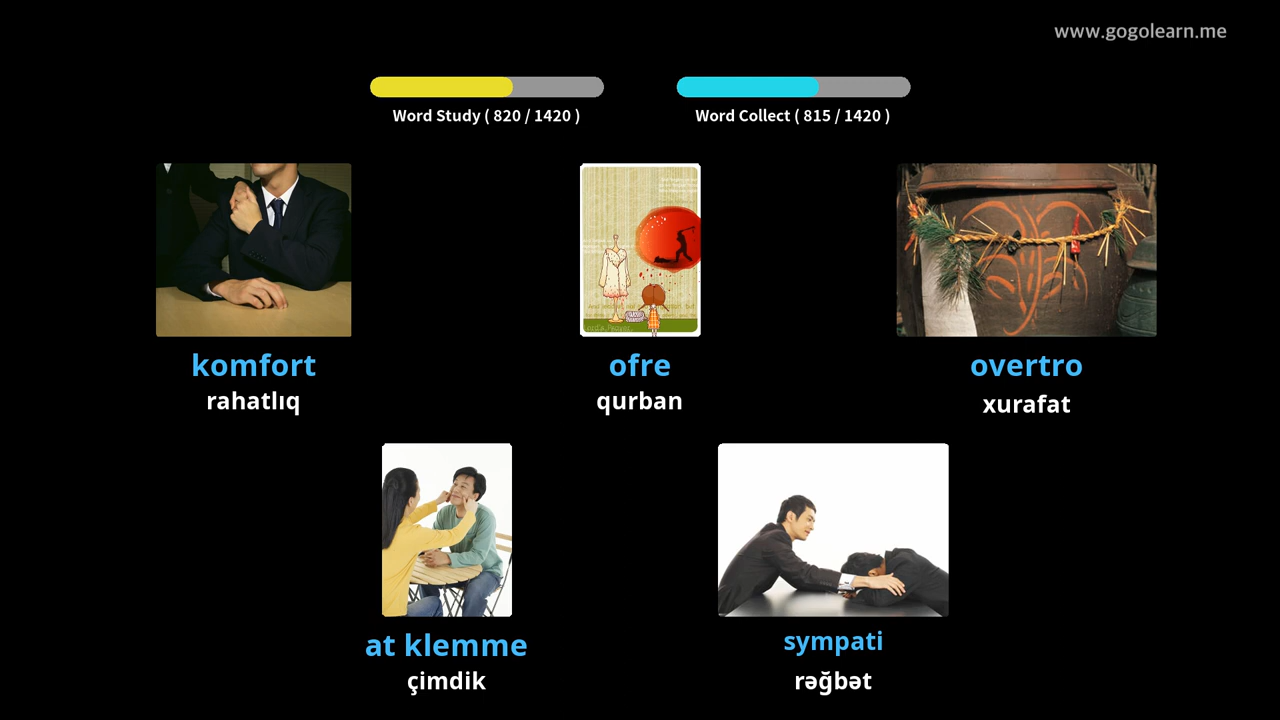 www.gogolearn.me
Word Study ( 820 / 1420 )
Word Collect ( 815 / 1420 )
komfort
rahatlıq
ofre
qurban
overtro
xurafat
at klemme
çimdik
sympati
rəğbət